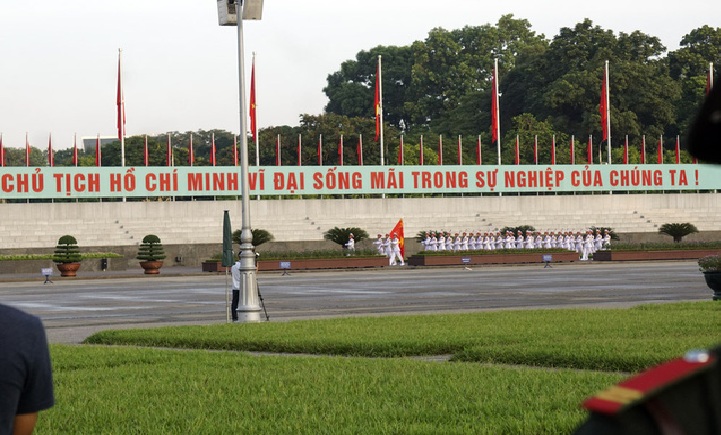 CHỦ TỊCH HỒ CHÍ MINH VĨ ĐẠI SỐNG MÃI TRONG SỰ NGHIỆP CỦA CHÚNG TA !